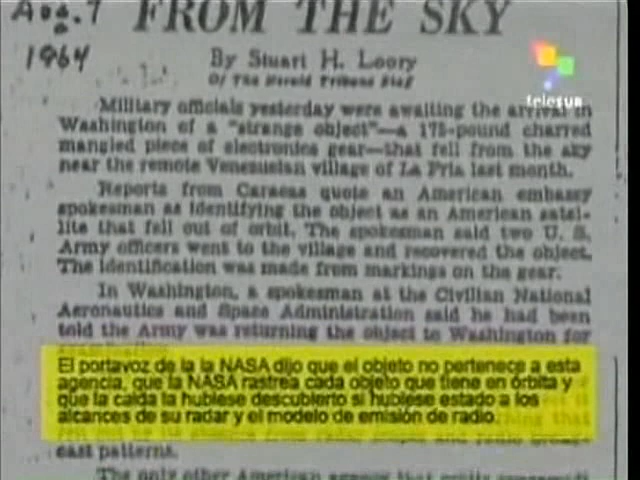 Aug. 7
1964
FROM THE SKY
By Stuart H. Loory
Of The Herald Tribune Staff
teleSUR
Military officials yesterday were awaiting the arrival in
Washington of a "strange object"—a 175-pound charred
mangled piece of electronics gear—that fell from the sky
near the remote Venezuelan village of La Fria last month.
Reports from Caracas quote an American embassy
spokesman as identifying the object as an American satel-
lite that fell out of orbit. The spokesman said two U. S.
Army officers went to the village and recovered the object.
The identification was made from markings on the gear.
In Washington, a spokesman at the Civilian National
Aeronautics and Space Administration said he had been
told the Army was returning the object to Washington for
El portavoz de la la NASA dijo que el objeto no pertenece a esta
agencia, que la NASA rastrea cada objeto que tiene en órbita y
que la caída la hubiese descubierto si hubiese estado a los
alcances de su radar y el modelo de emisión de radio.
east patterns.
The only other American agency that